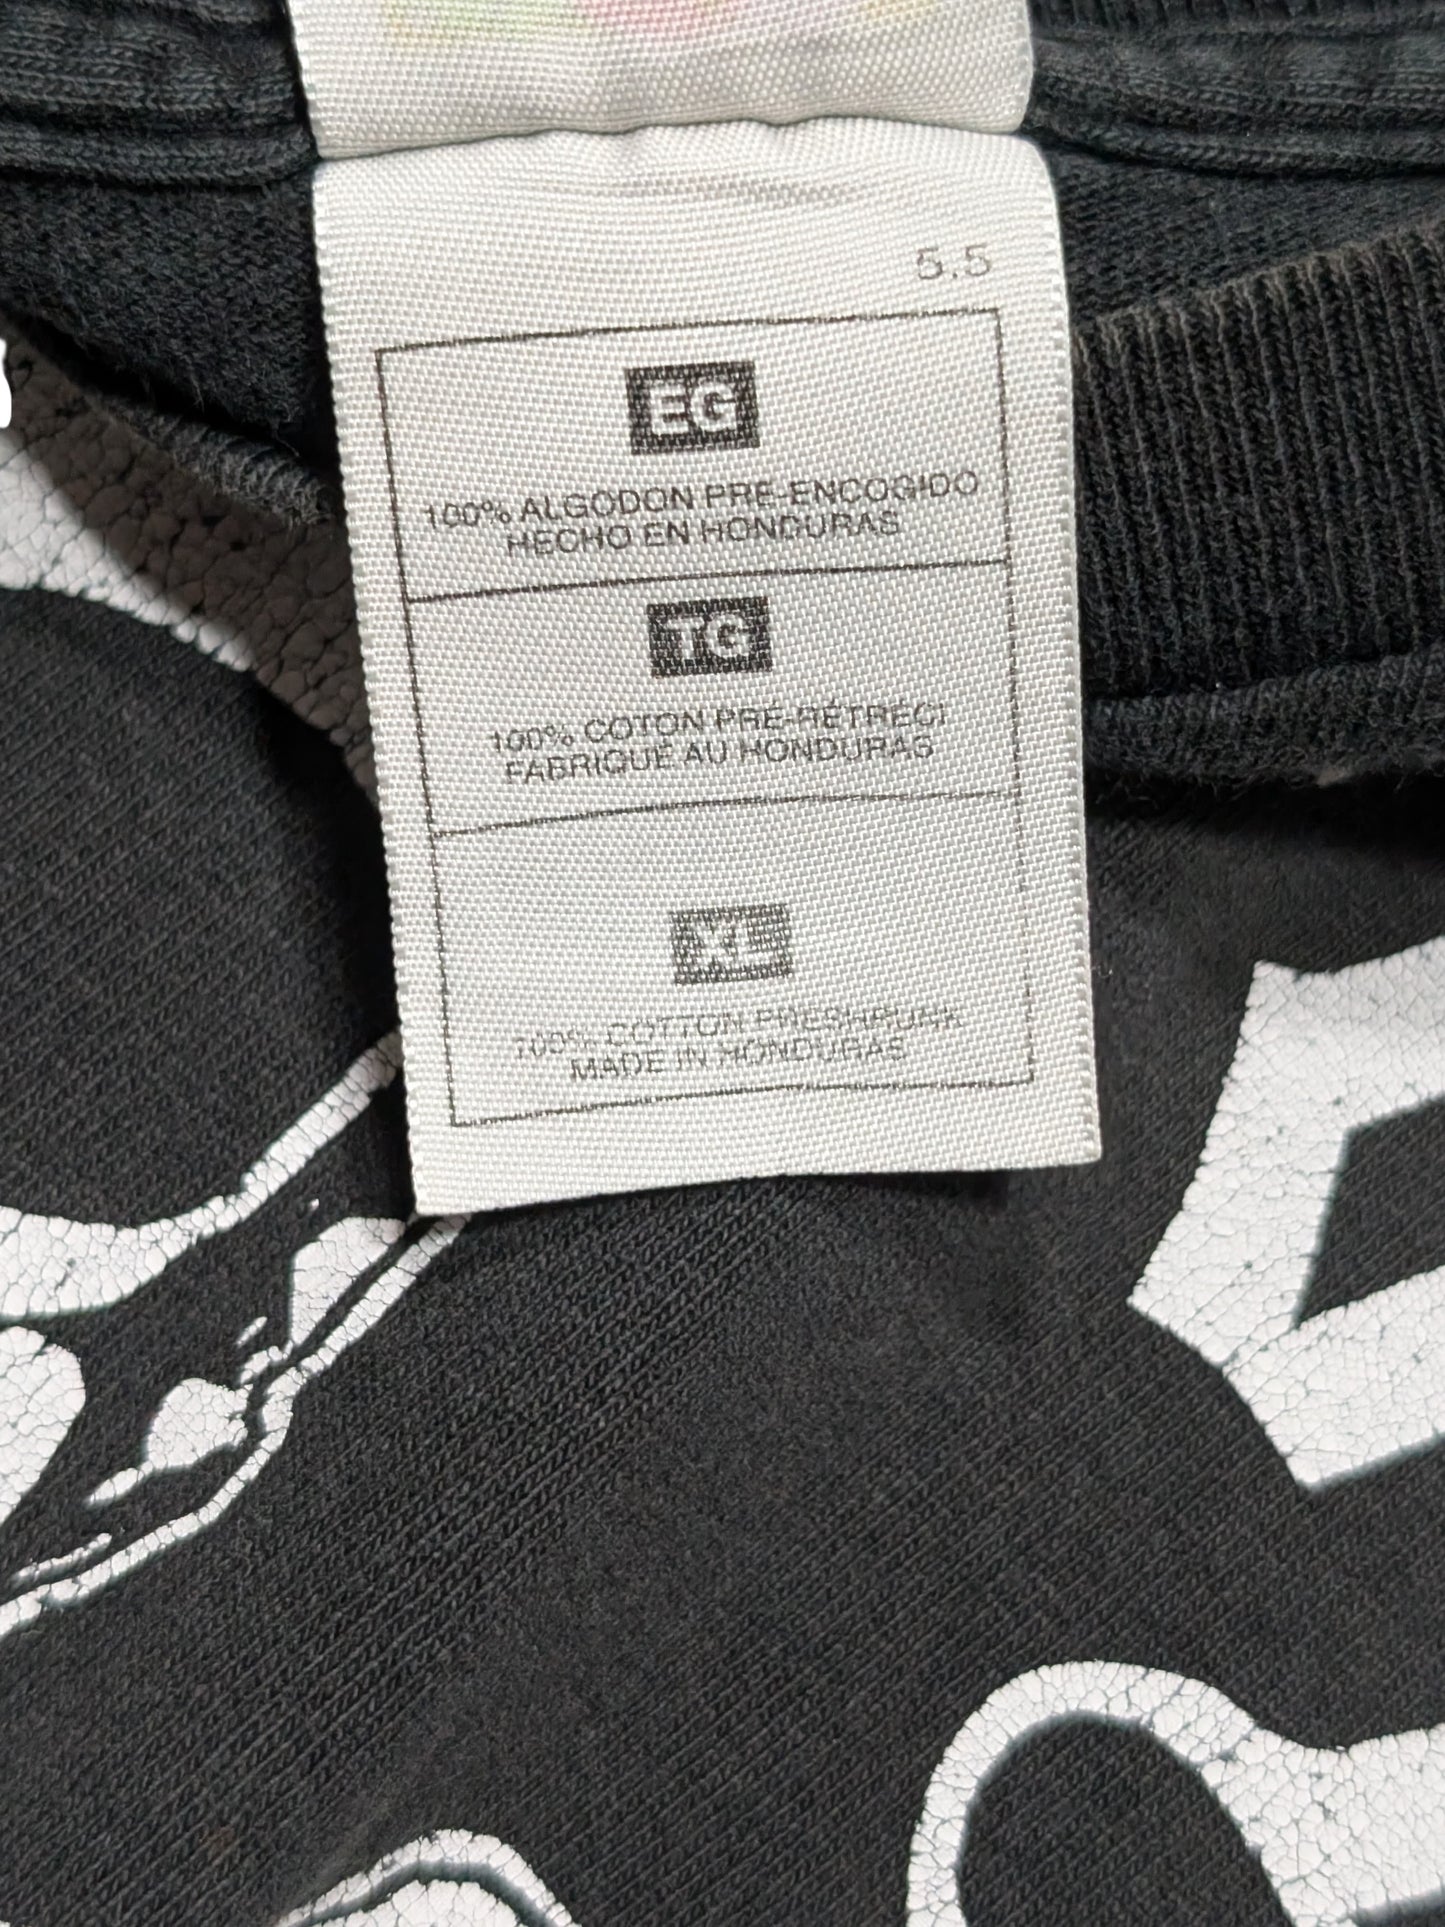 5.5
EG
100% ALGODON PRE-ENCOGIDO
HECHO EN HONDURAS
TG
100% COTON PRÉ-RÉTRÉCI
FABRIQUÉ AU HONDURAS
XL
100% COTTON PRESHRUNK
MADE IN HONDURAS